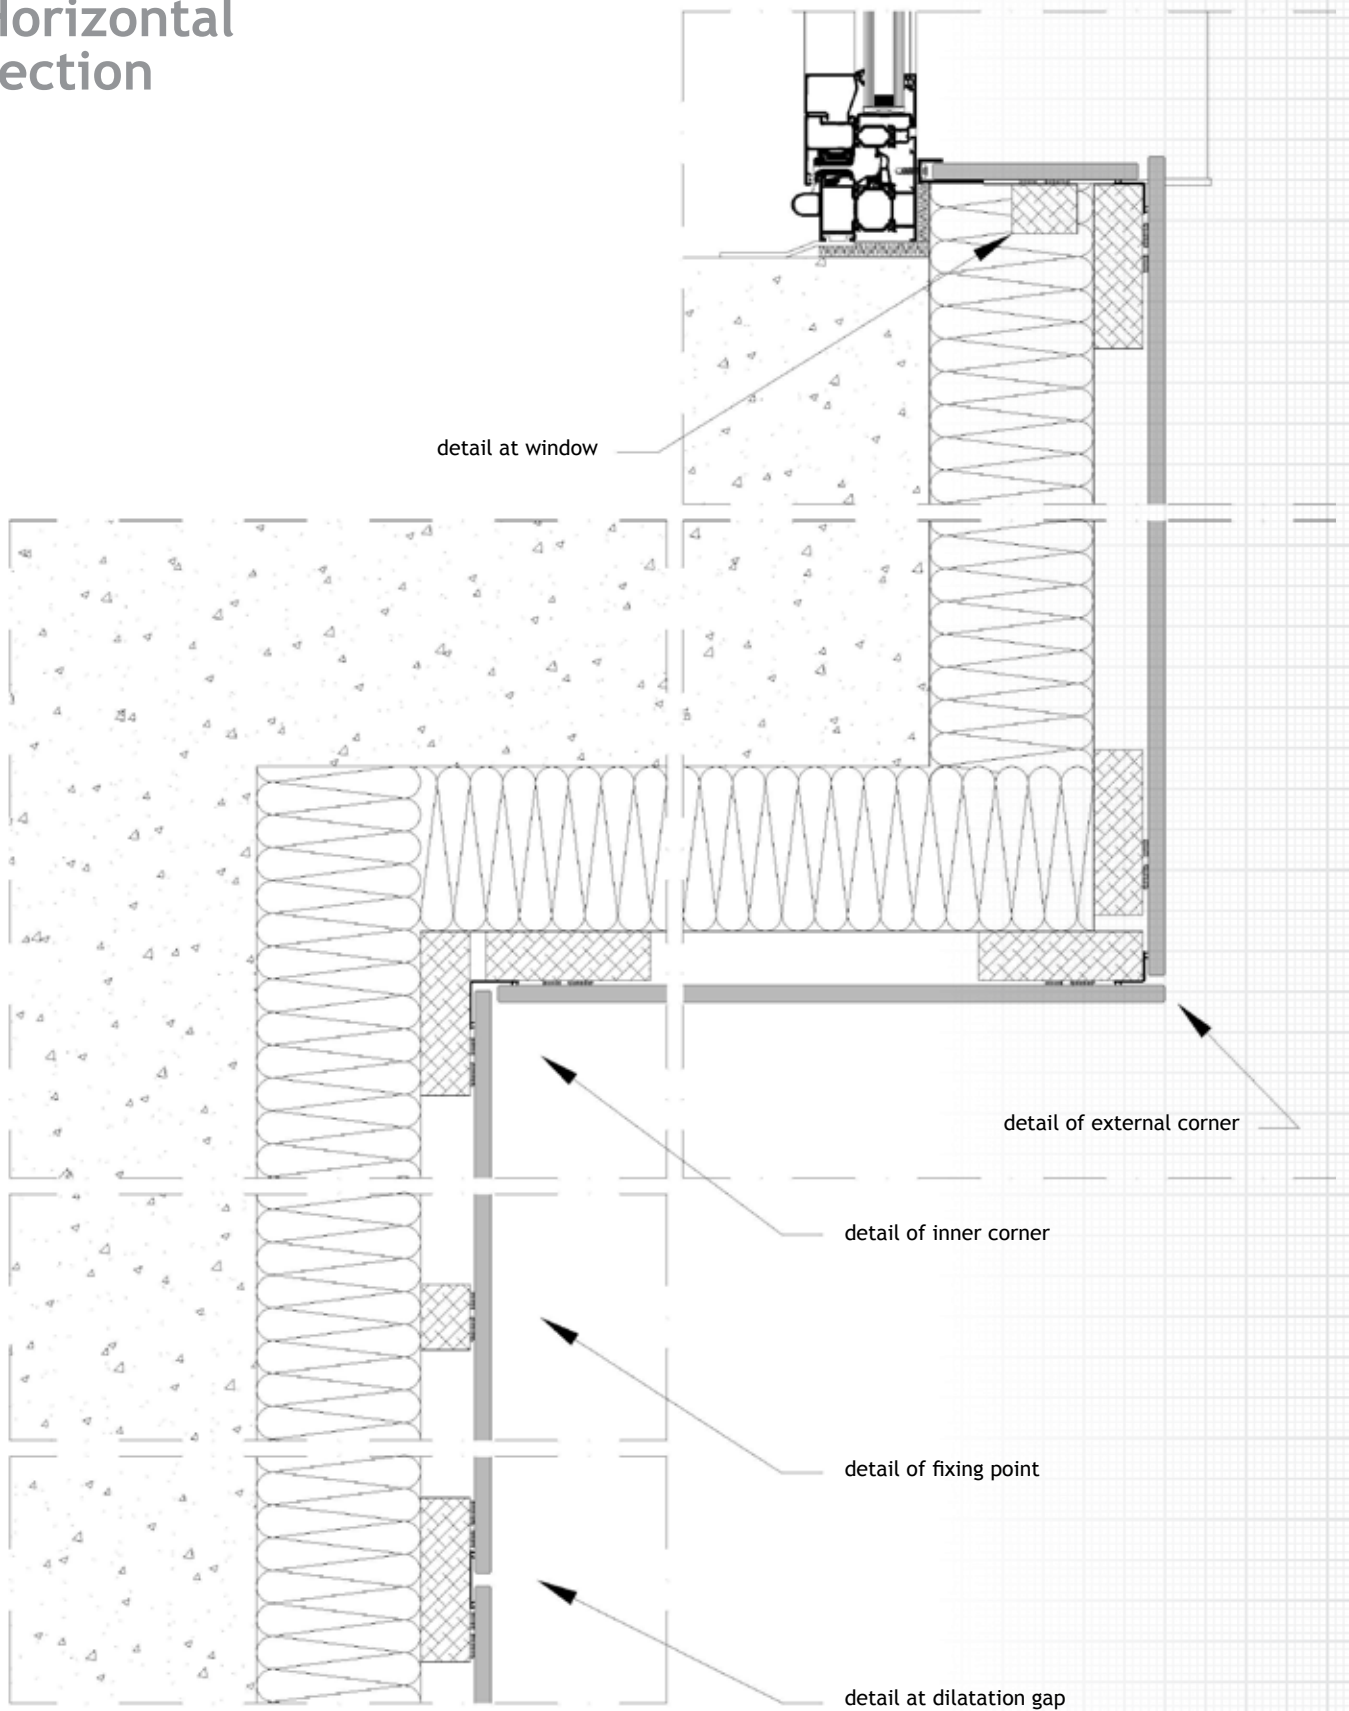 Horizontal
ection
detail at window
detail of external corner
detail of inner corner
detail of fixing point
detail at dilatation gap